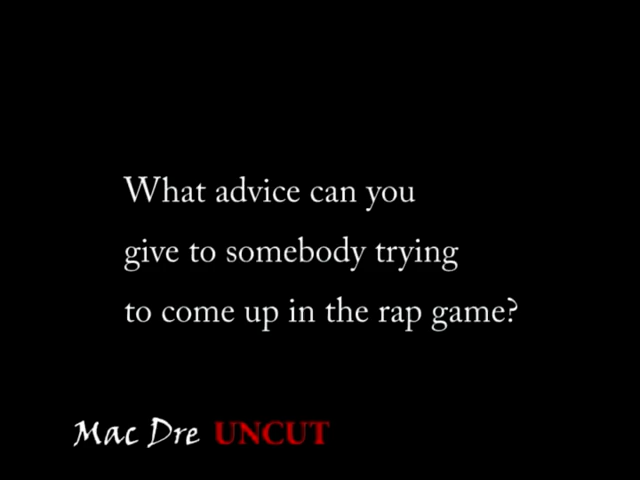 What advice can you
give to somebody trying
to come up in the rap game?
Mac Dre UNCUT